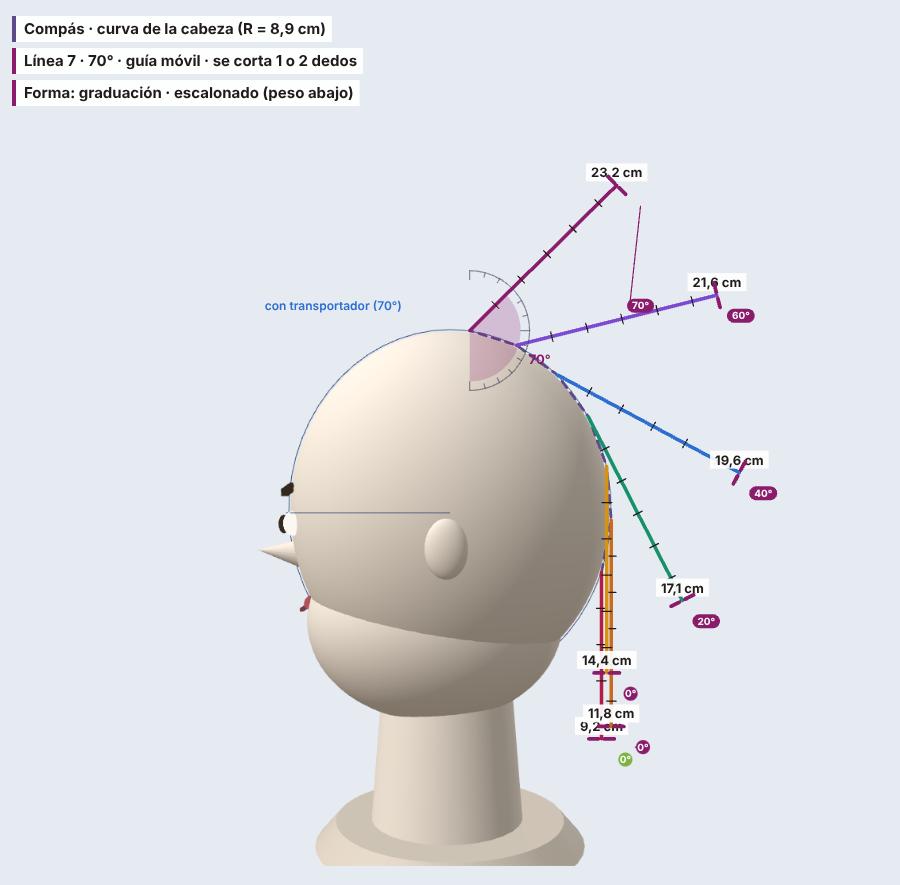 Compás · curva de la cabeza (R = 8,9 cm)
Línea 7 · 70° · guía móvil · se corta 1 o 2 dedos
Forma: graduación · escalonado (peso abajo)
23,2 cm
21,6 cm
con transportador (70°)
70°
60°
70°
19,6 cm
40°
17,1 cm
20°
14,4 cm
0°
11,8 cm
9,2 cm
0°
0°